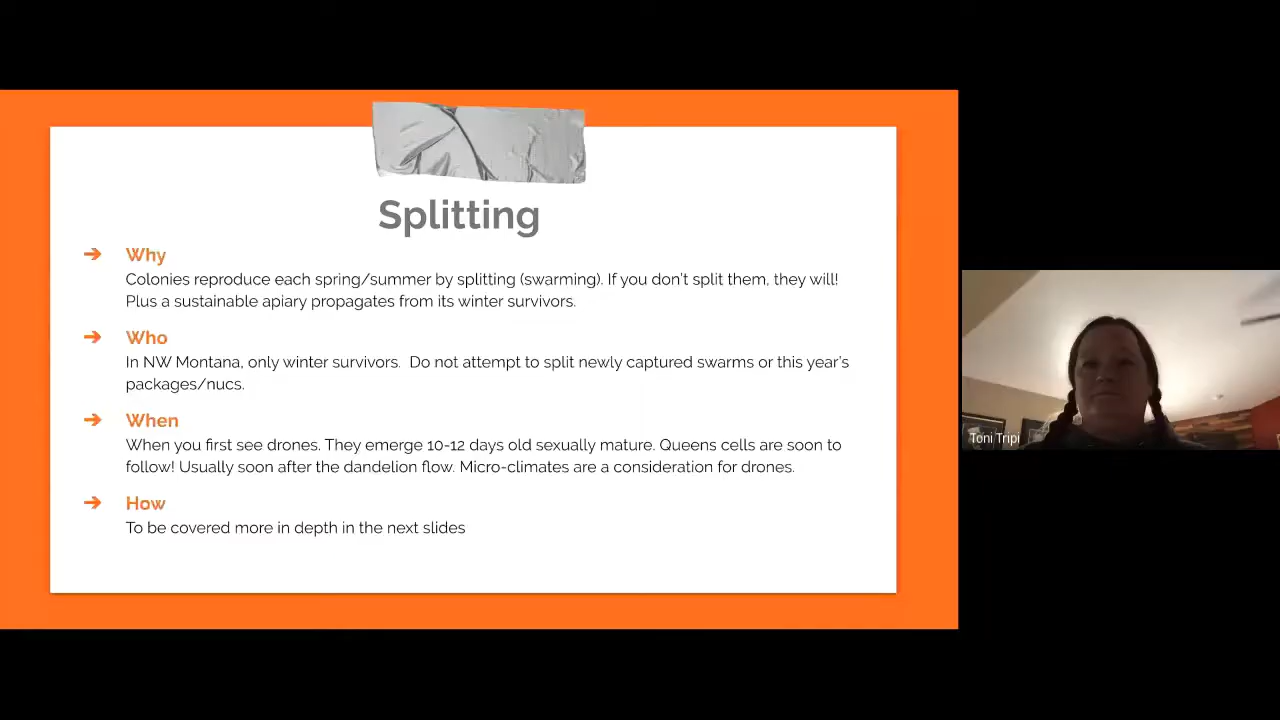 Splitting
→ Why
Colonies reproduce each spring/summer by splitting (swarming). If you don't split them, they will!
Plus a sustainable apiary propagates from its winter survivors.
→ Who
In NW Montana, only winter survivors.  Do not attempt to split newly captured swarms or this year's
packages/nucs.
→ When
When you first see drones. They emerge 10-12 days old sexually mature. Queens cells are soon to
follow! Usually soon after the dandelion flow. Micro-climates are a consideration for drones.
→ How
To be covered more in depth in the next slides
Toni Tripi